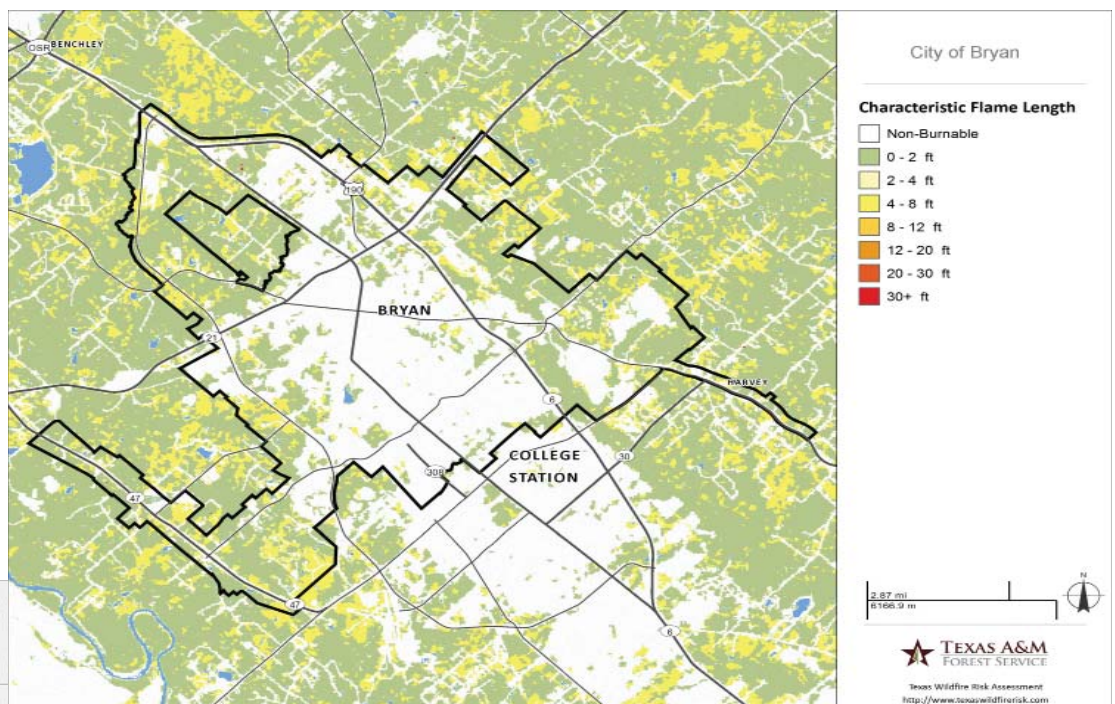 OSR
BENCHLEY
190
BRYAN
21
HARVEY
6
COLLEGE
STATION
30
308
47
47
6
City of Bryan
Characteristic Flame Length
Non-Burnable
0 - 2 ft
2 - 4 ft
4 - 8 ft
8 - 12 ft
12 - 20 ft
20 - 30 ft
30+ ft
2.87 mi
6166.9 m
N
TEXAS A&M
FOREST SERVICE
Texas Wildfire Risk Assessment
http://www.texaswildfirerisk.com